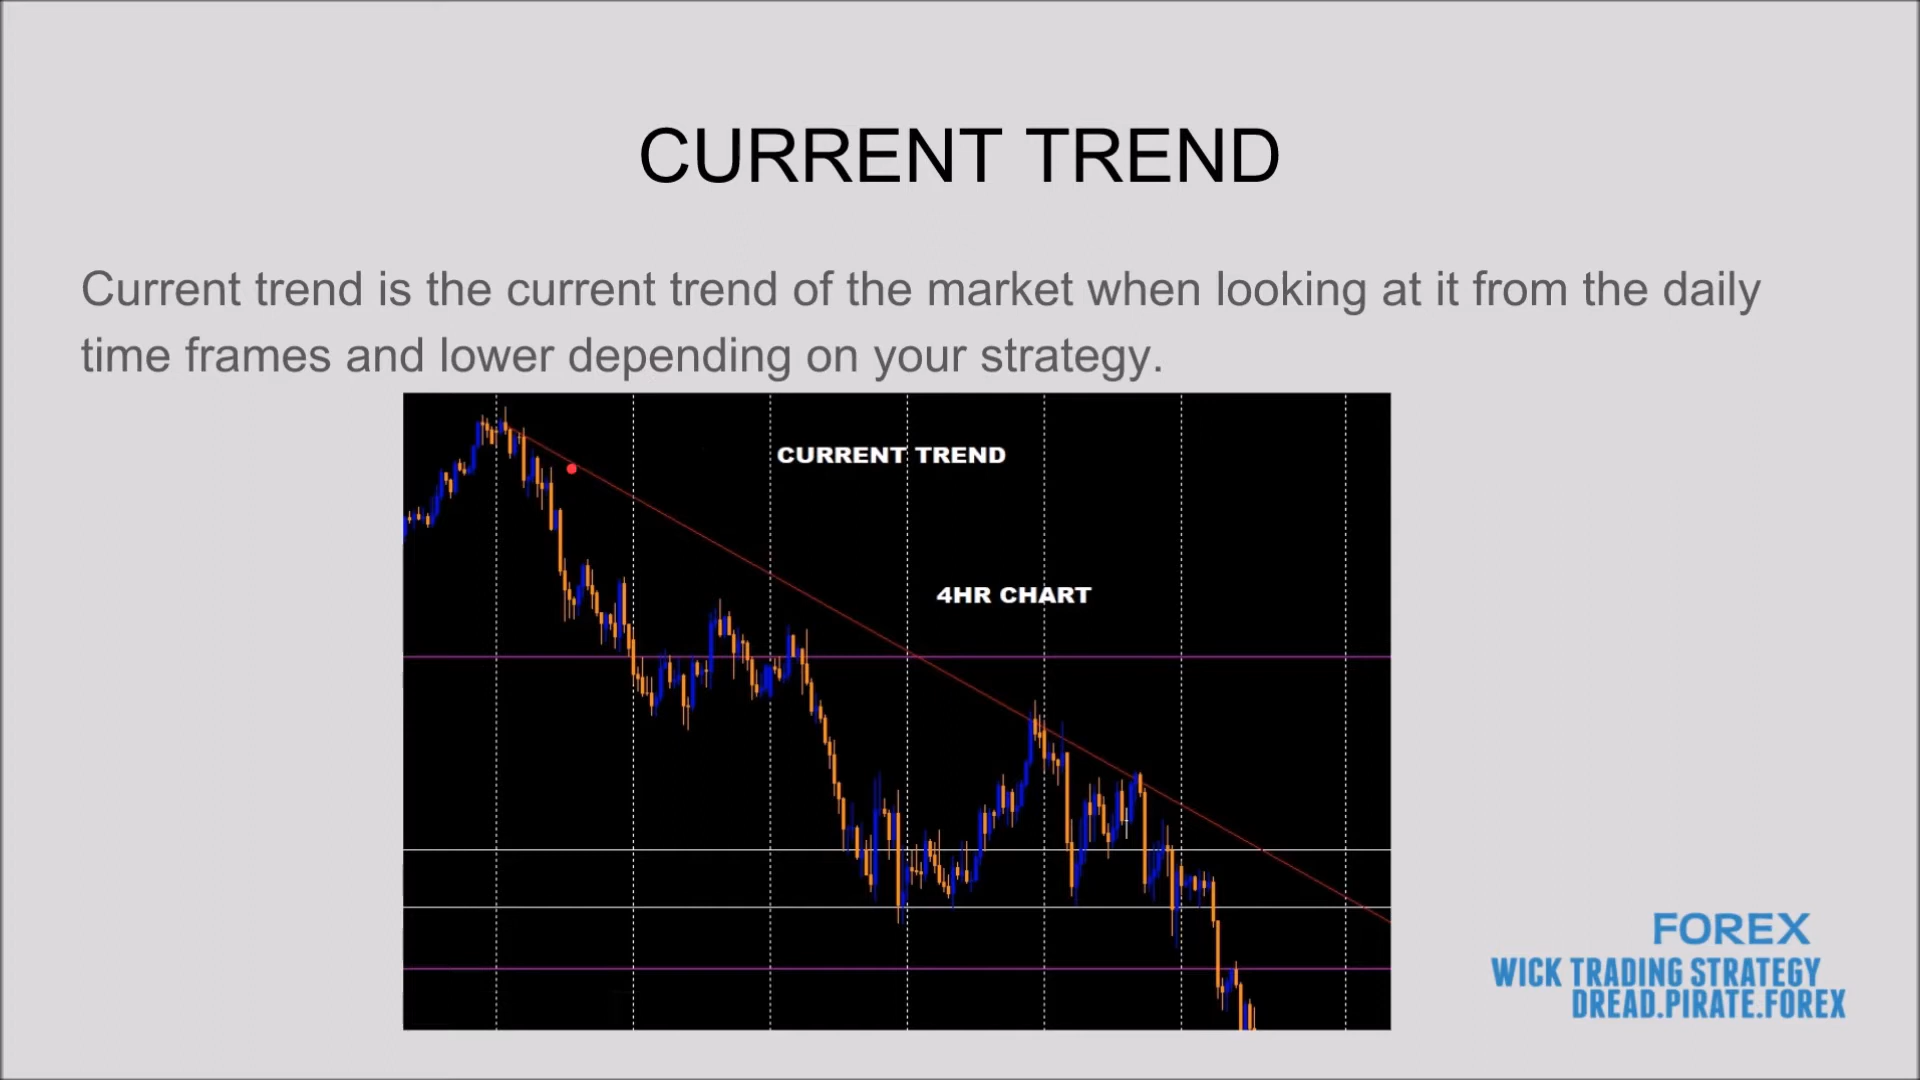 CURRENT TREND
Current trend is the current trend of the market when looking at it from the daily
time frames and lower depending on your strategy.
CURRENT TREND
4HR CHART
FOREX
WICK TRADING STRATEGY
DREAD.PIRATE.FOREX